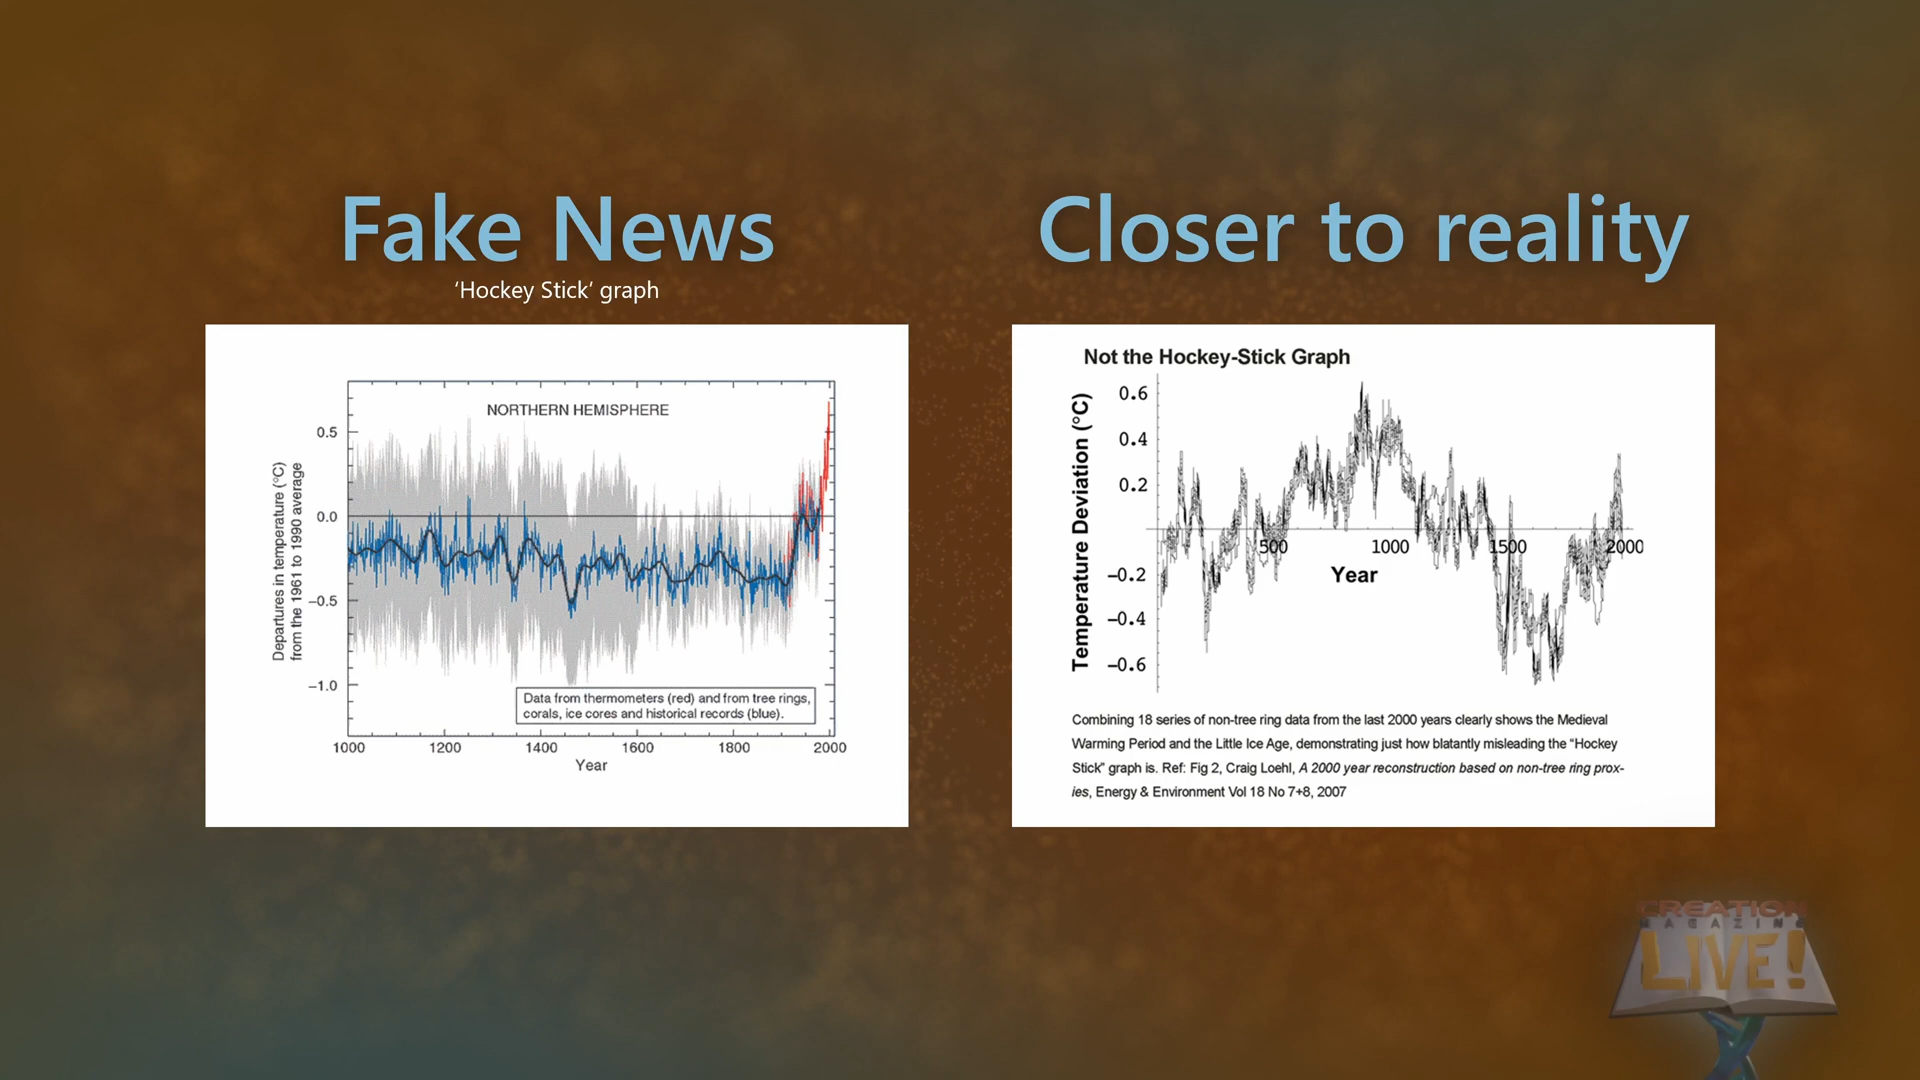 Fake News
‘Hockey Stick‘ graph
NORTHERN HEMISPHERE
Departures in temperature (°C)
from the 1961 to 1990 average
0.5
0.0
−0.5
−1.0
Data from thermometers (red) and from tree rings,
corals, ice cores and historical records (blue).
1000 1200 1400 1600 1800 2000
Year
Closer to reality
Not the Hockey-Stick Graph
Temperature Deviation (°C)
0.6
0.4
0.2
500 1000 1500 2000
Year
−0.2
−0.4
−0.6
Combining 18 series of non-tree ring data from the last 2000 years clearly shows the Medieval
Warming Period and the Little Ice Age, demonstrating just how blatantly misleading the “Hockey
Stick” graph is. Ref: Fig 2, Craig Loehl, A 2000 year reconstruction based on non-tree ring prox-
ies, Energy & Environment Vol 18 No 7+8, 2007
CREATION
MAGAZINE
LIVE!